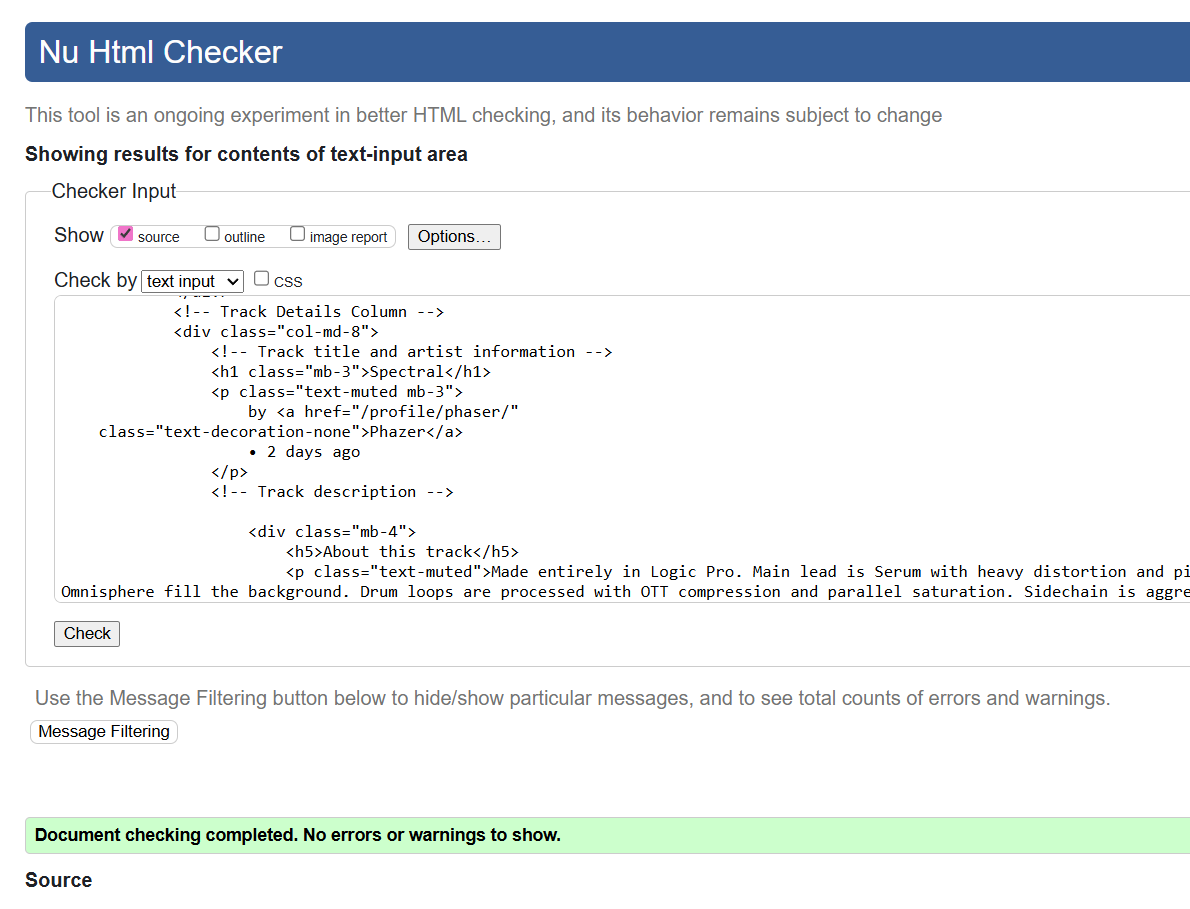 Nu Html Checker
This tool is an ongoing experiment in better HTML checking, and its behavior remains subject to change
Showing results for contents of text-input area
Checker Input
Show source outline image report Options…
Check by text input CSS
<!-- Track Details Column -->
<div class="col-md-8">
<!-- Track title and artist information -->
<h1 class="mb-3">Spectral</h1>
<p class="text-muted mb-3">
by <a href="/profile/phaser/"
class="text-decoration-none">Phazer</a>
• 2 days ago
</p>
<!-- Track description -->
<div class="mb-4">
<h5>About this track</h5>
<p class="text-muted">Made entirely in Logic Pro. Main lead is Serum with heavy distortion and
Omnisphere fill the background. Drum loops are processed with OTT compression and parallel saturation. Sidechain is
Check
Use the Message Filtering button below to hide/show particular messages, and to see total counts of errors and warnings.
Message Filtering
Document checking completed. No errors or warnings to show.
Source